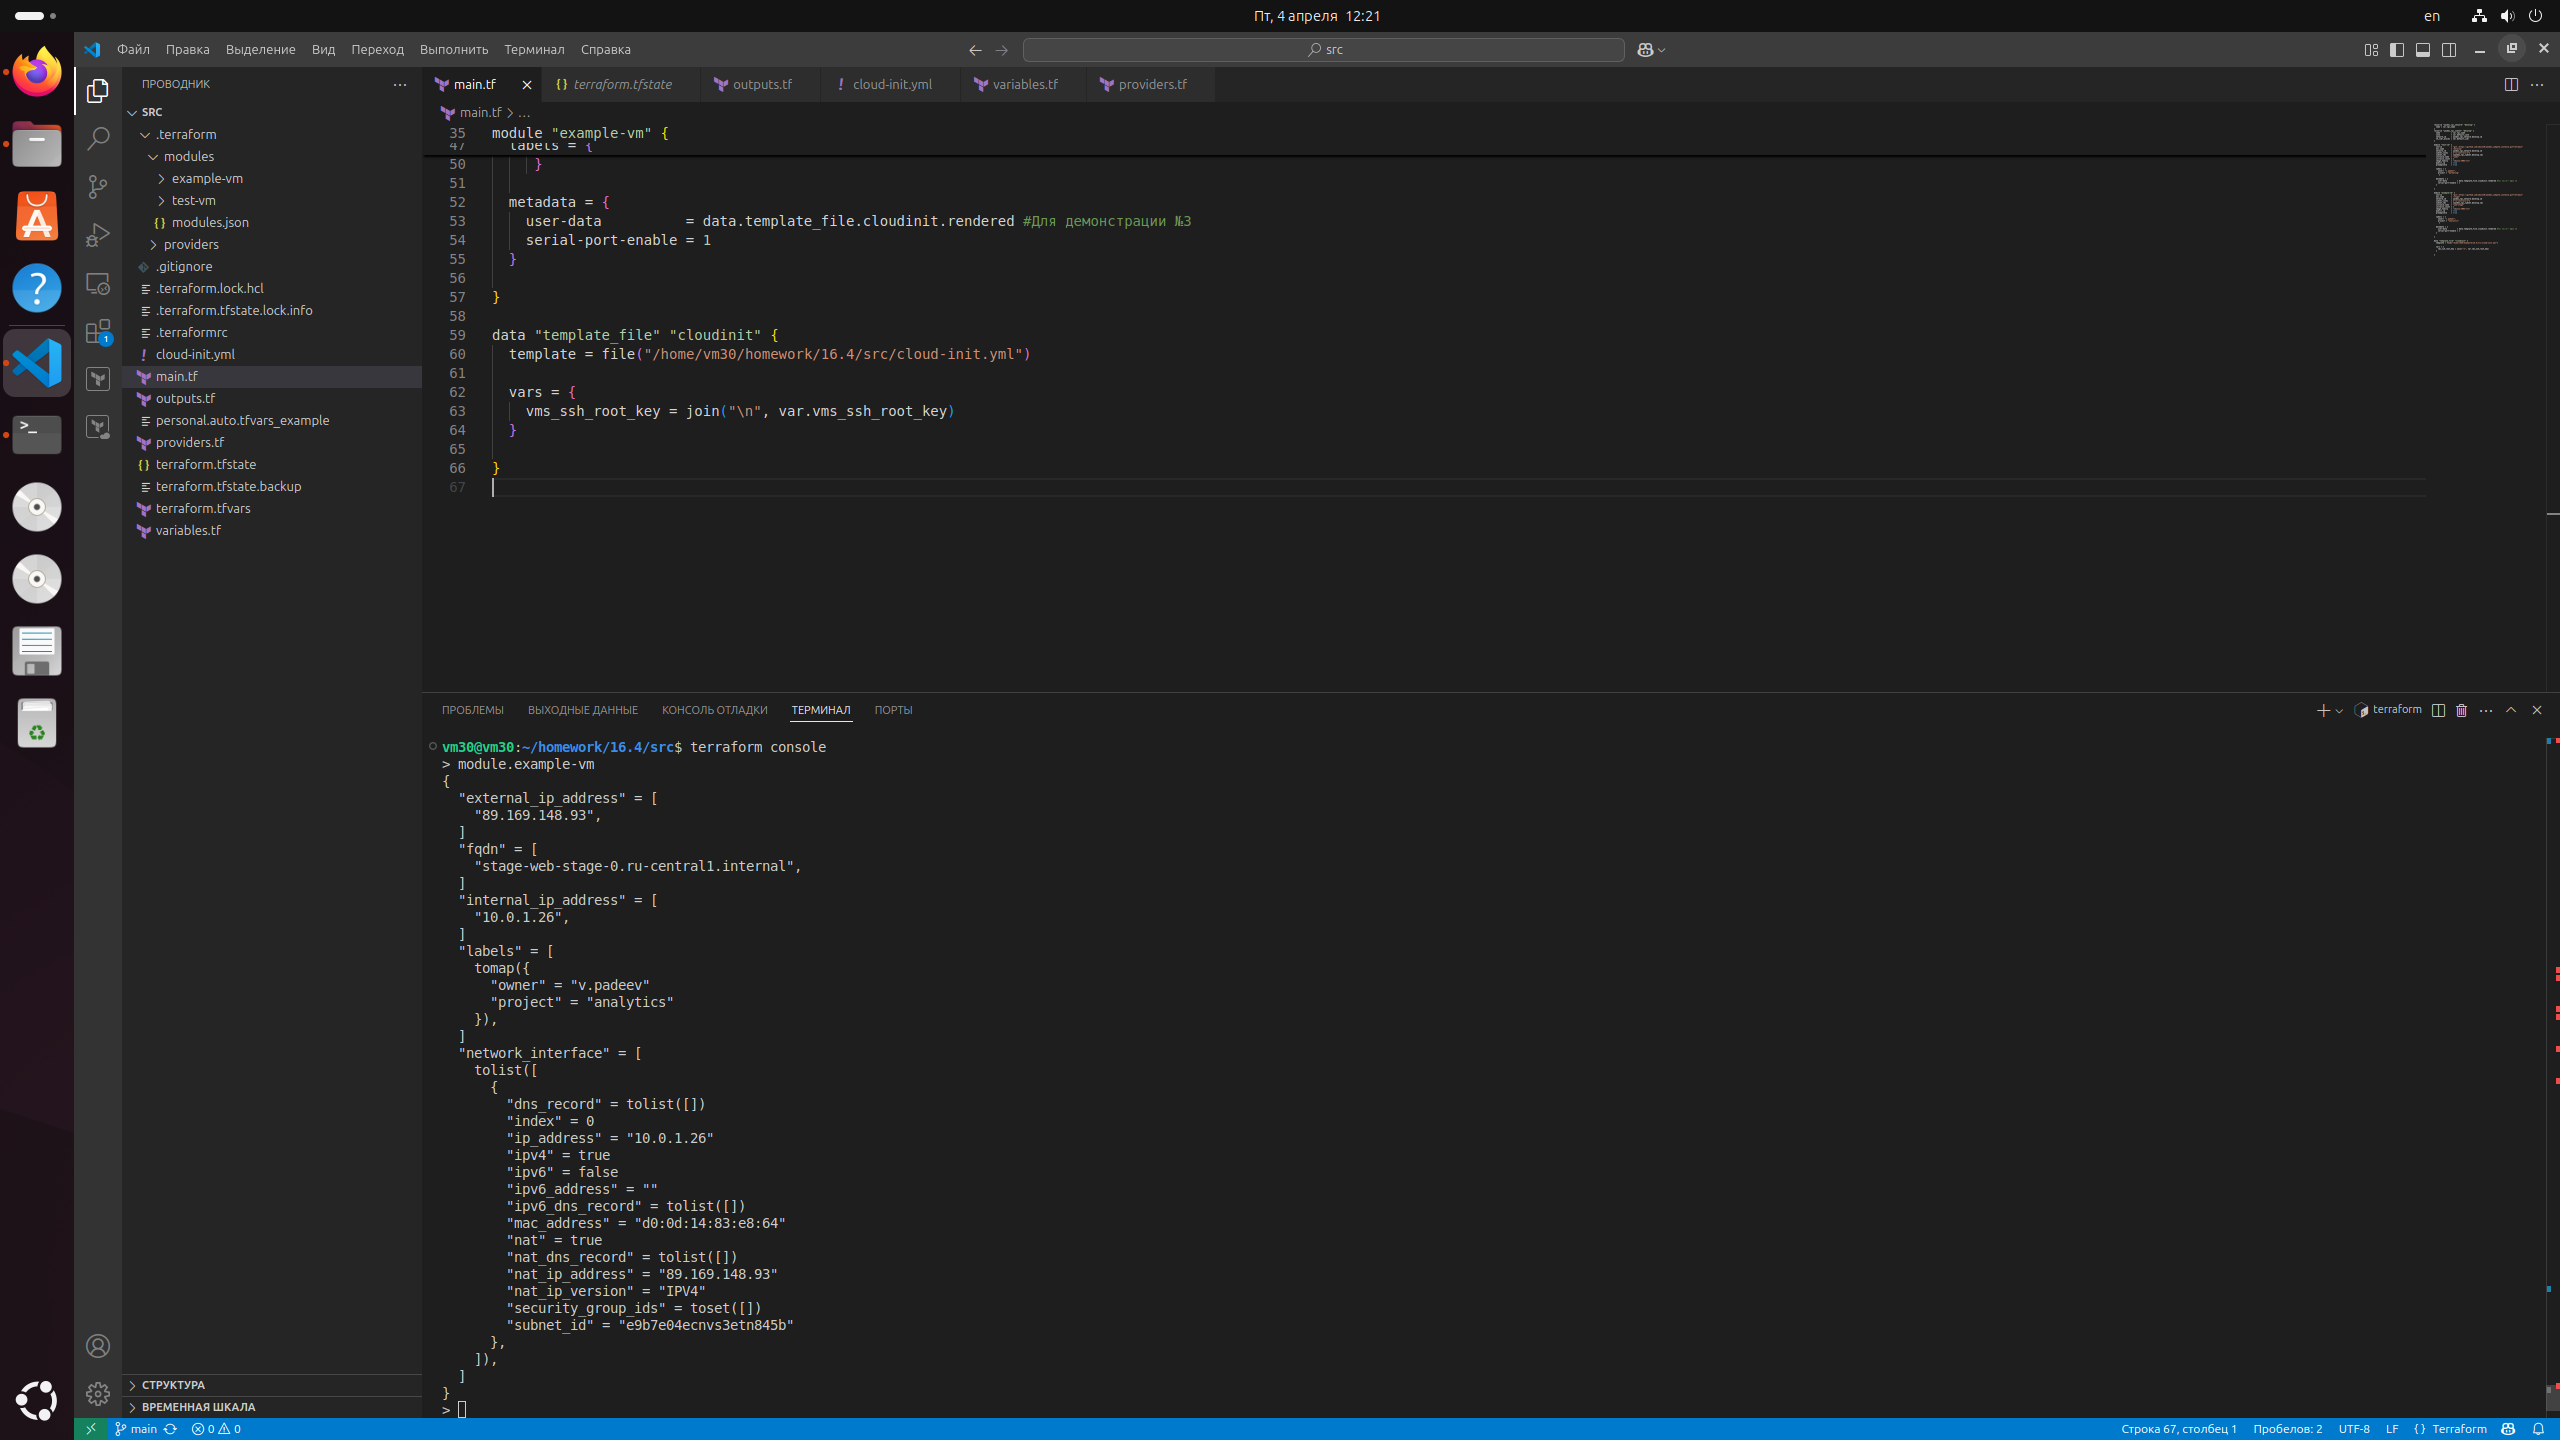 Пт, 4 апреля 12:21
en
Файл Правка Выделение Вид Переход Выполнить Терминал Справка
src
ПРОВОДНИК
SRC
.terraform
modules
example-vm
test-vm
modules.json
providers
.gitignore
.terraform.lock.hcl
.terraform.tfstate.lock.info
.terraformrc
cloud-init.yml
main.tf
outputs.tf
personal.auto.tfvars_example
providers.tf
terraform.tfstate
terraform.tfstate.backup
terraform.tfvars
variables.tf
СТРУКТУРА
ВРЕМЕННАЯ ШКАЛА
1
main.tf terraform.tfstate outputs.tf cloud-init.yml variables.tf providers.tf
main.tf > ...
35 module "example-vm" {
47 labels = {
50 }
51
52 metadata = {
53 user-data = data.template_file.cloudinit.rendered #Для демонстрации №3
54 serial-port-enable = 1
55 }
56
57 }
58
59 data "template_file" "cloudinit" {
60 template = file("/home/vm30/homework/16.4/src/cloud-init.yml")
61
62 vars = {
63 vms_ssh_root_key = join("\n", var.vms_ssh_root_key)
64 }
65
66 }
67
ПРОБЛЕМЫ ВЫХОДНЫЕ ДАННЫЕ КОНСОЛЬ ОТЛАДКИ ТЕРМИНАЛ ПОРТЫ
terraform
vm30@vm30:~/homework/16.4/src$ terraform console
> module.example-vm
{
"external_ip_address" = [
"89.169.148.93",
]
"fqdn" = [
"stage-web-stage-0.ru-central1.internal",
]
"internal_ip_address" = [
"10.0.1.26",
]
"labels" = [
tomap({
"owner" = "v.padeev"
"project" = "analytics"
}),
]
"network_interface" = [
tolist([
{
"dns_record" = tolist([])
"index" = 0
"ip_address" = "10.0.1.26"
"ipv4" = true
"ipv6" = false
"ipv6_address" = ""
"ipv6_dns_record" = tolist([])
"mac_address" = "d0:0d:14:83:e8:64"
"nat" = true
"nat_dns_record" = tolist([])
"nat_ip_address" = "89.169.148.93"
"nat_ip_version" = "IPV4"
"security_group_ids" = toset([])
"subnet_id" = "e9b7e04ecnvs3etn845b"
},
]),
]
}
>
main 0 0
Строка 67, столбец 1 Пробелов: 2 UTF-8 LF {} Terraform